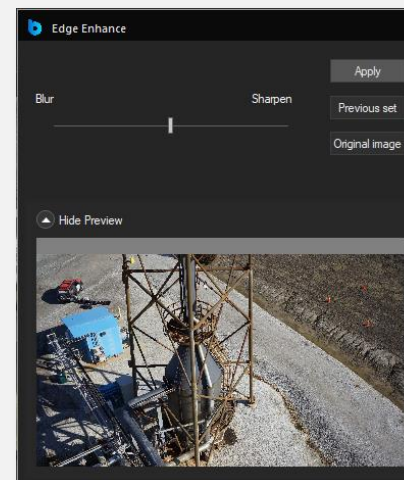 Edge Enhance
Apply
Blur
Sharpen
Previous set
Original image
Hide Preview